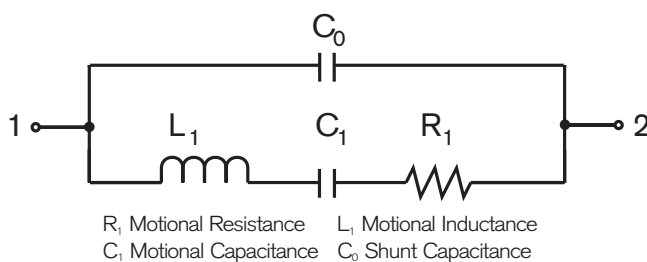 C₀
1 L₁ C₁ R₁ 2
R₁ Motional Resistance L₁ Motional Inductance
C₁ Motional Capacitance C₀ Shunt Capacitance